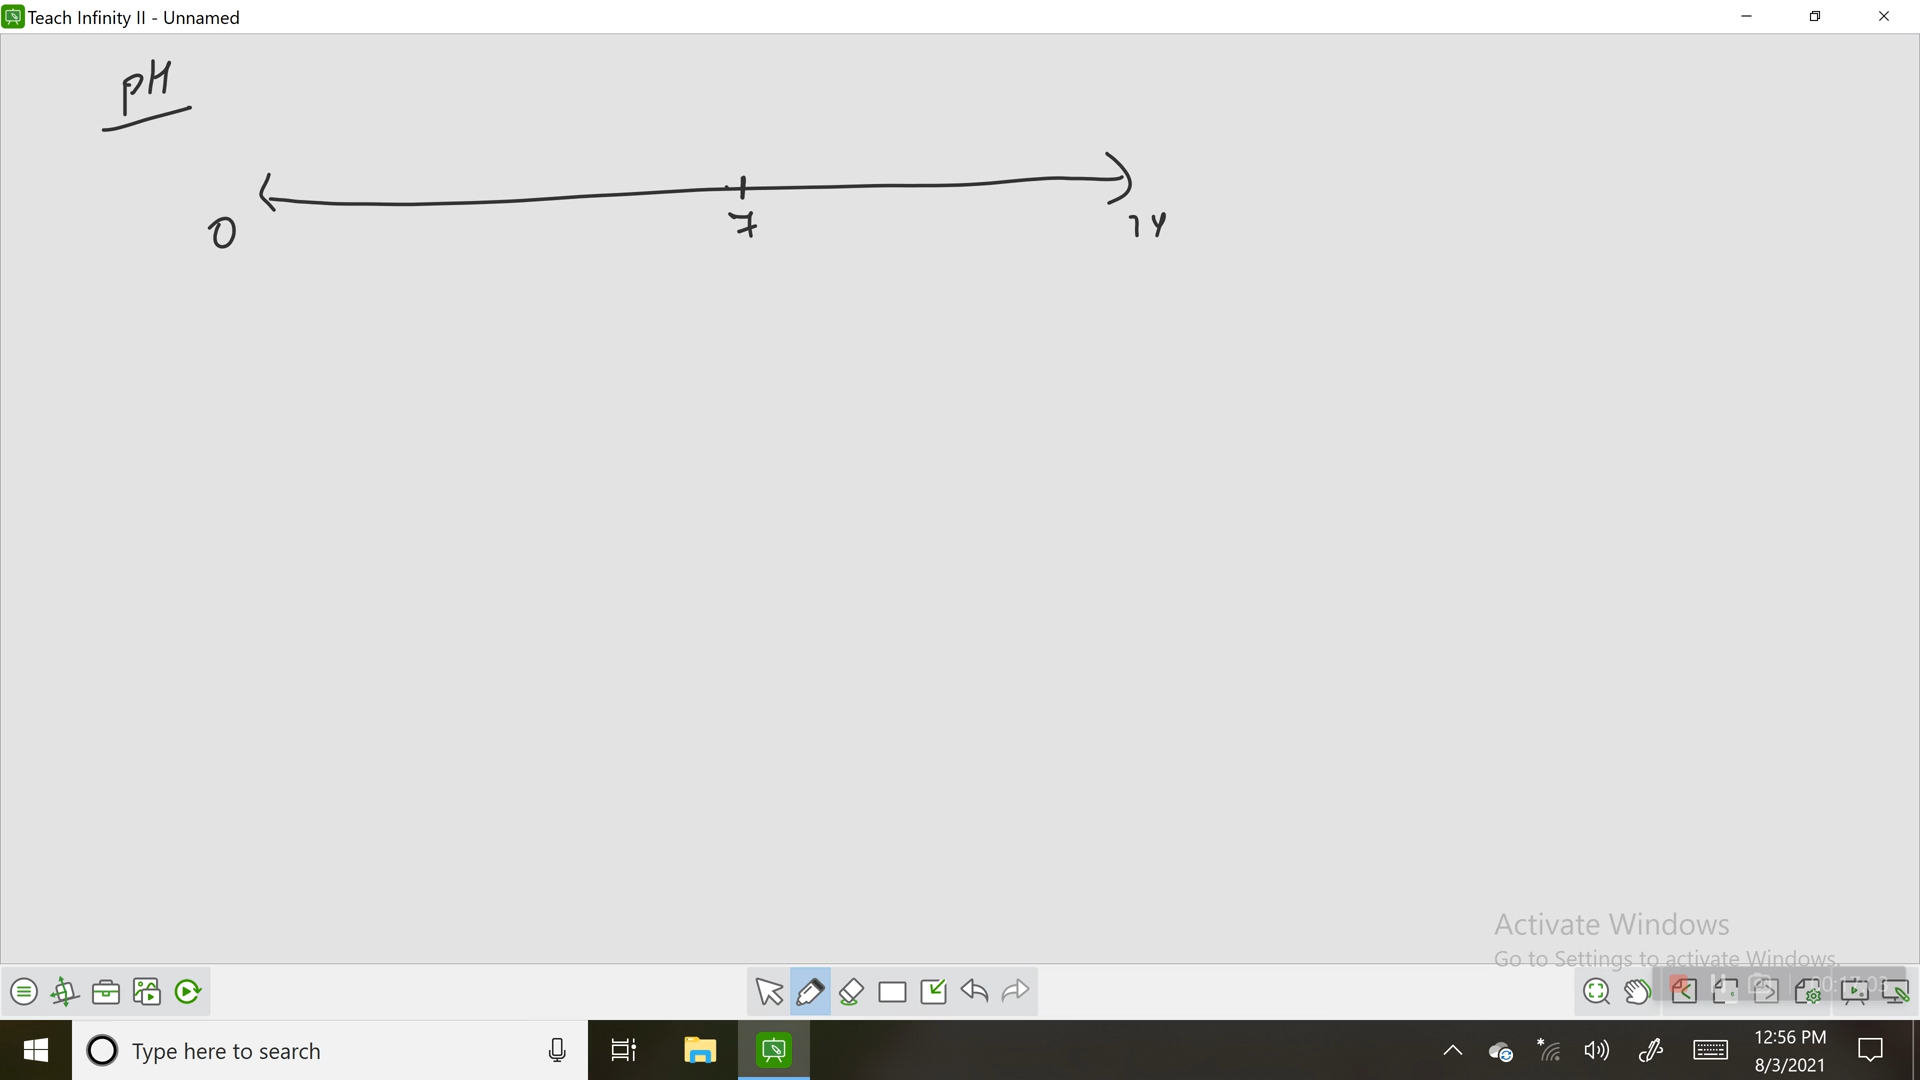 Teach Infinity II - Unnamed
pH
0 7 14
Activate Windows
Go to Settings to activate Windows.
Type here to search
12:56 PM
8/3/2021